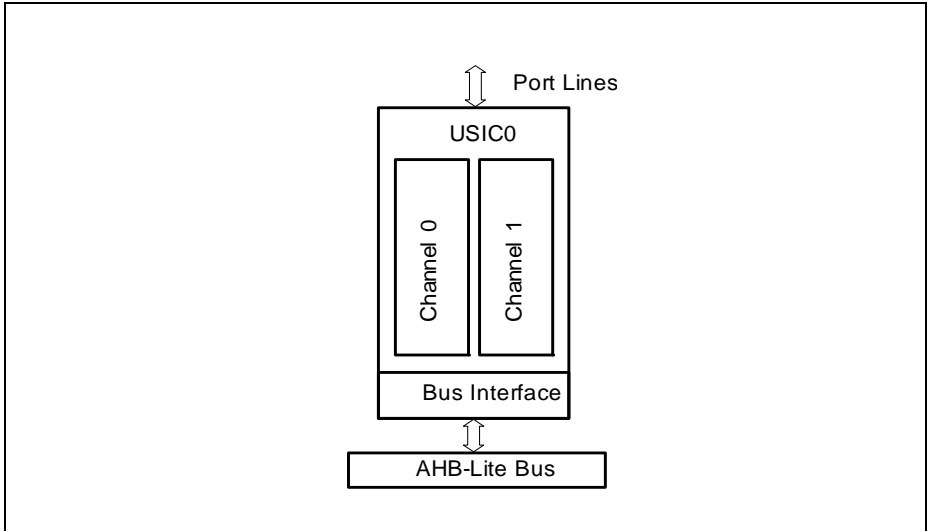 Port Lines
USIC0
Channel 0
Channel 1
Bus Interface
AHB-Lite Bus